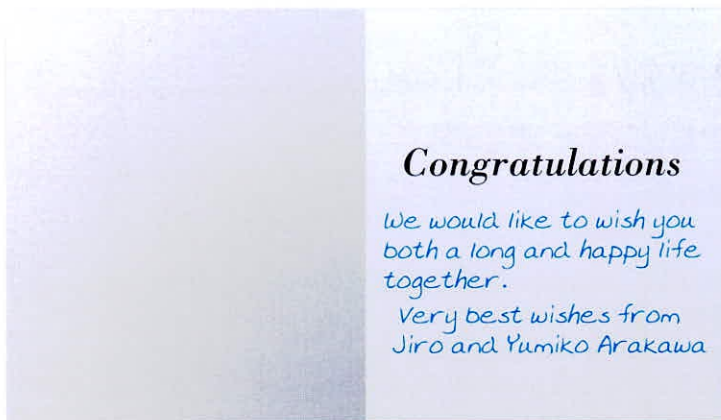 Congratulations
We would like to wish you
both a long and happy life
together.
Very best wishes from
Jiro and Yumiko Arakawa